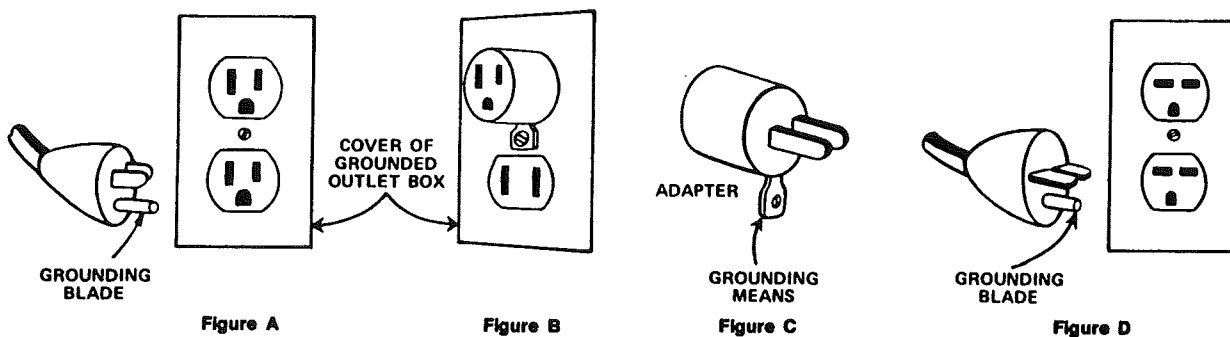 COVER OF
GROUNDED
OUTLET BOX
ADAPTER
GROUNDING
BLADE
GROUNDING
MEANS
GROUNDING
BLADE
Figure A
Figure B
Figure C
Figure D